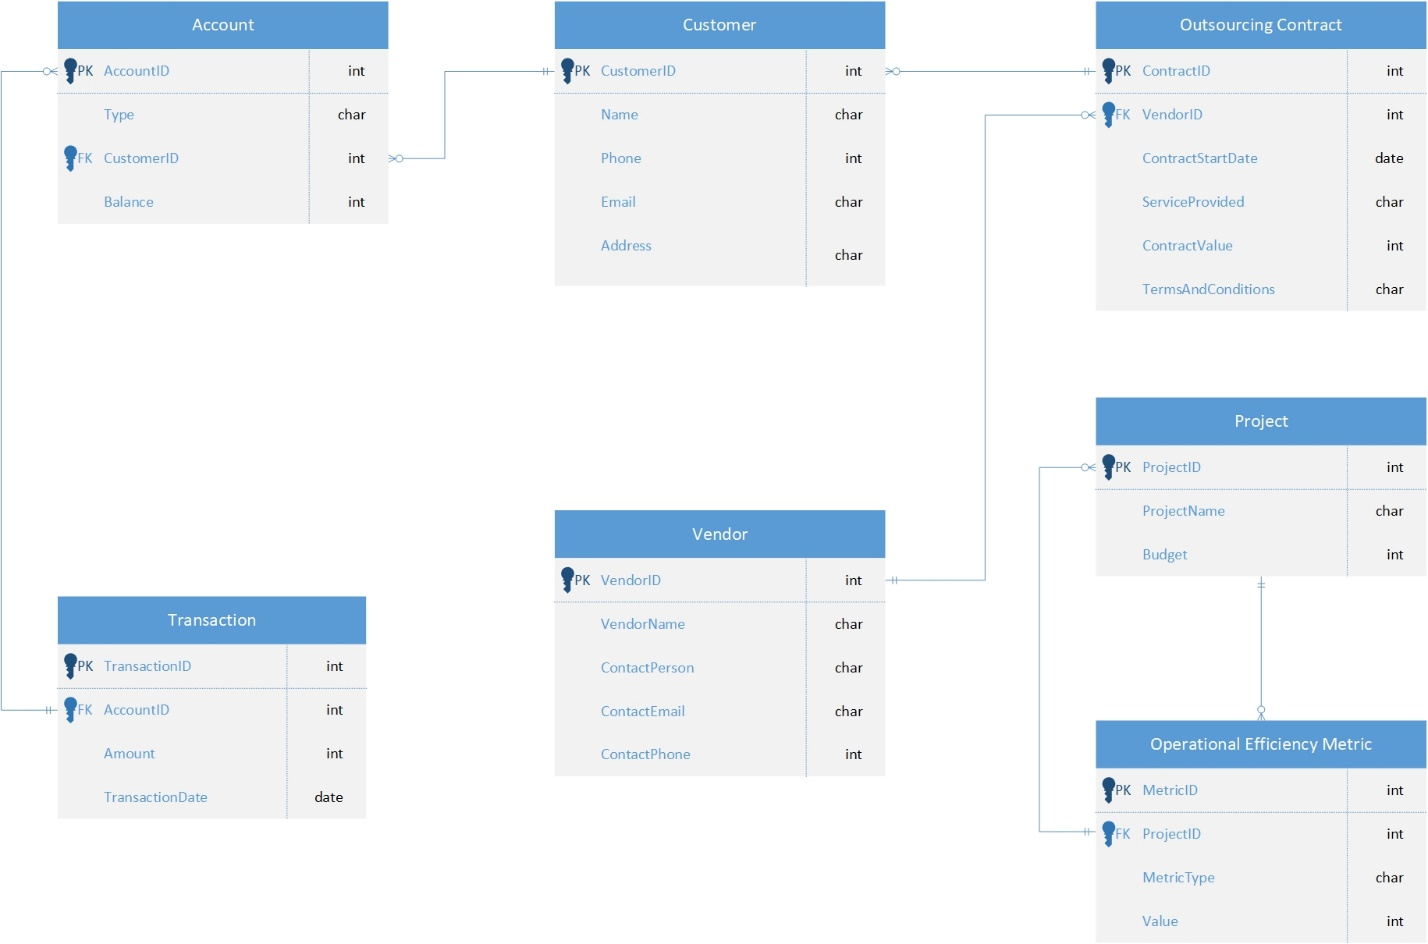 Account
PK AccountID int
Type char
FK CustomerID int
Balance int
Customer
PK CustomerID int
Name char
Phone int
Email char
Address char
Outsourcing Contract
PK ContractID int
FK VendorID int
ContractStartDate date
ServiceProvided char
ContractValue int
TermsAndConditions char
Project
PK ProjectID int
ProjectName char
Budget int
Vendor
PK VendorID int
VendorName char
ContactPerson char
ContactEmail char
ContactPhone int
Transaction
PK TransactionID int
FK AccountID int
Amount int
TransactionDate date
Operational Efficiency Metric
PK MetricID int
FK ProjectID int
MetricType char
Value int